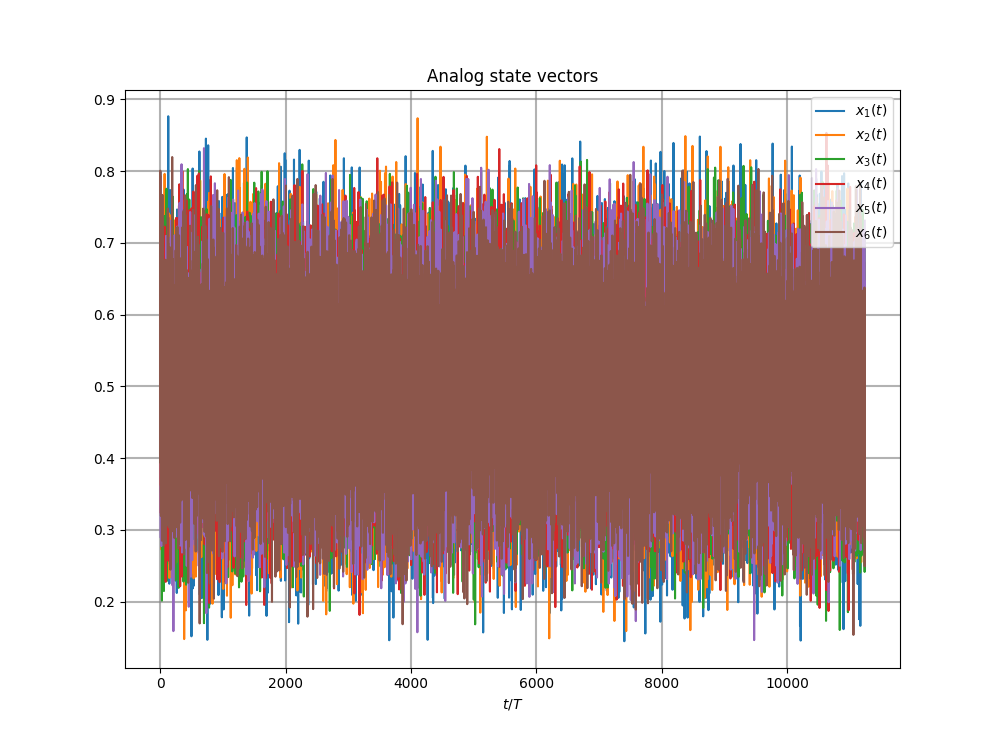 Analog state vectors
0.9
0.8
0.7
0.6
0.5
0.4
0.3
0.2
0 2000 4000 6000 8000 10000
t/T
x₁(t)
x₂(t)
x₃(t)
x₄(t)
x₅(t)
x₆(t)